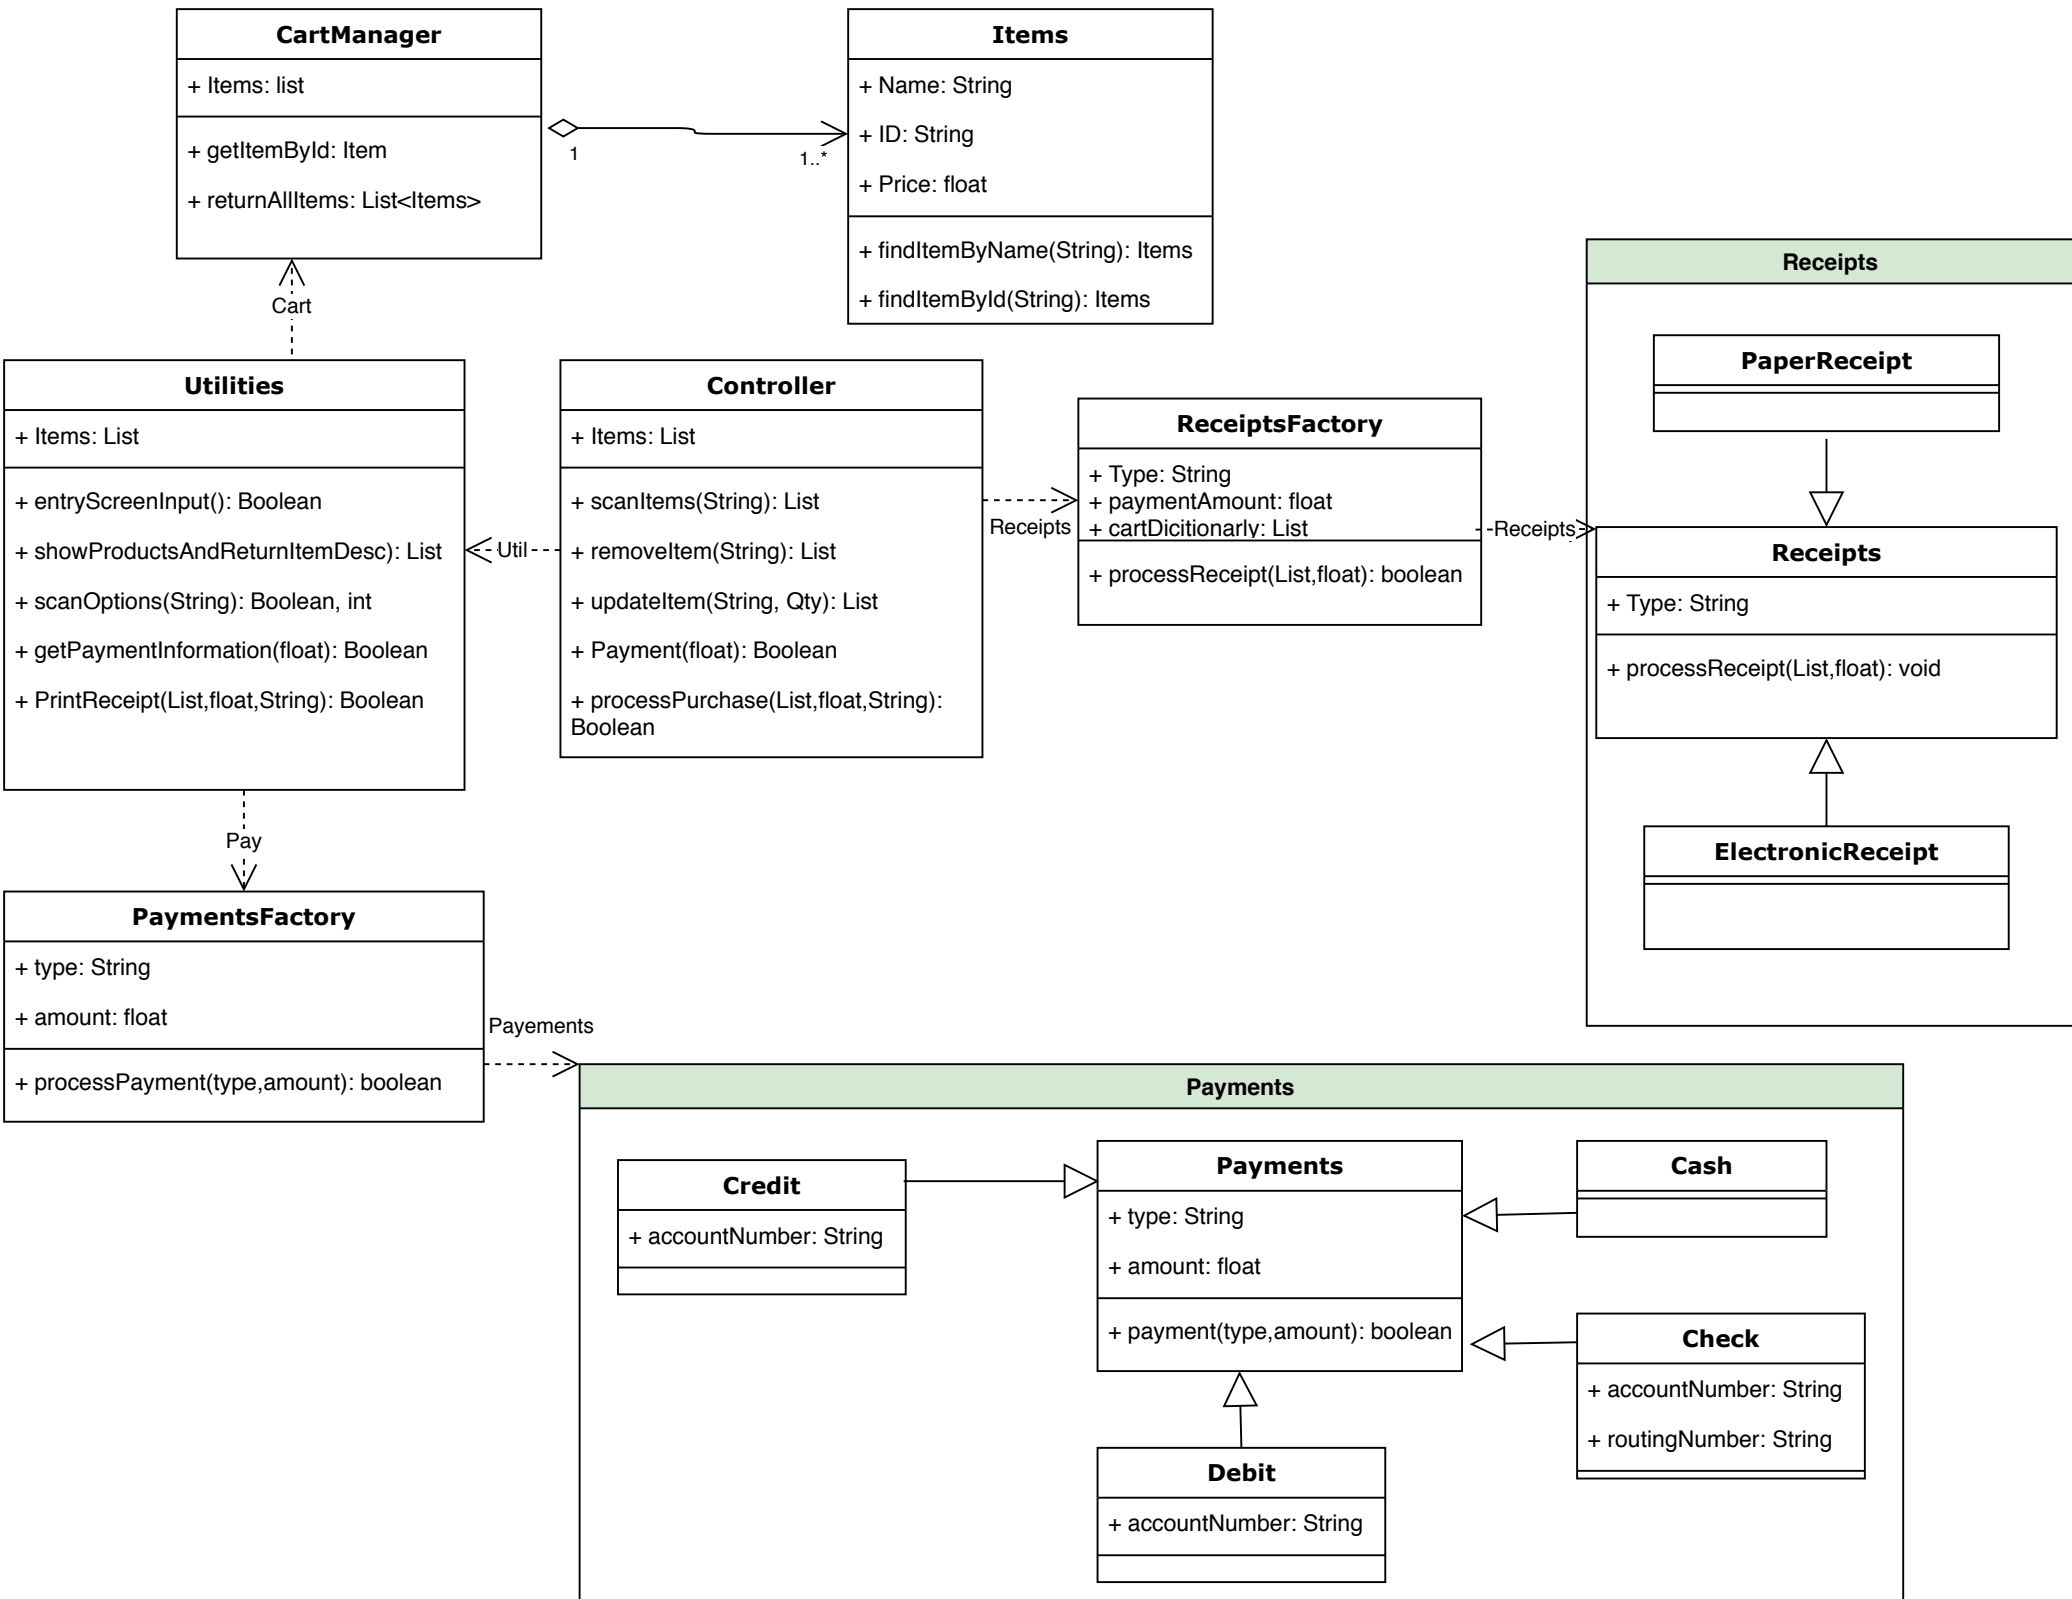 CartManager
+ Items: list
+ getItemById: Item
+ returnAllItems: List<Items>
1
1..*
Items
+ Name: String
+ ID: String
+ Price: float
+ findItemByName(String): Items
+ findItemById(String): Items
Cart
Utilities
+ Items: List
+ entryScreenInput(): Boolean
+ showProductsAndReturnItemDesc): List
+ scanOptions(String): Boolean, int
+ getPaymentInformation(float): Boolean
+ PrintReceipt(List,float,String): Boolean
Util
Controller
+ Items: List
+ scanItems(String): List
+ removeItem(String): List
+ updateItem(String, Qty): List
+ Payment(float): Boolean
+ processPurchase(List,float,String):
Boolean
Receipts
ReceiptsFactory
+ Type: String
+ paymentAmount: float
+ cartDicitionarly: List
+ processReceipt(List,float): boolean
Receipts
Receipts
PaperReceipt
Receipts
+ Type: String
+ processReceipt(List,float): void
ElectronicReceipt
Pay
PaymentsFactory
+ type: String
+ amount: float
+ processPayment(type,amount): boolean
Payements
Payments
Credit
+ accountNumber: String
Payments
+ type: String
+ amount: float
+ payment(type,amount): boolean
Cash
Check
+ accountNumber: String
+ routingNumber: String
Debit
+ accountNumber: String